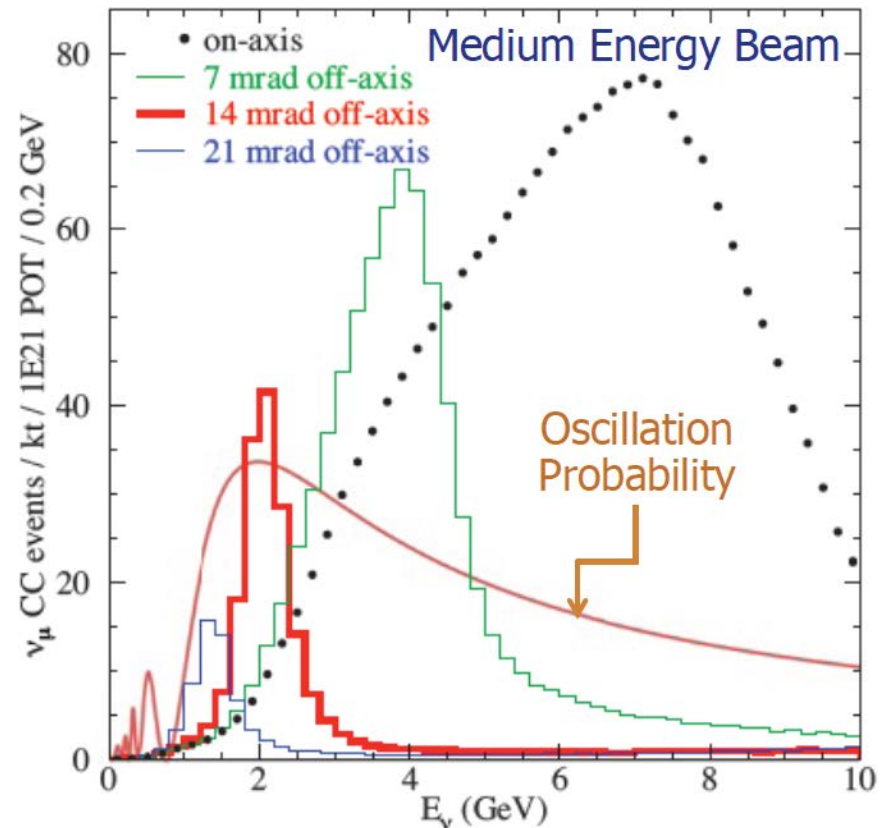 Medium Energy Beam
on-axis
7 mrad off-axis
14 mrad off-axis
21 mrad off-axis
Oscillation
Probability
νμ CC events / kt / 1E21 POT / 0.2 GeV
80
60
40
20
0
0 2 4 6 8 10
Eν (GeV)